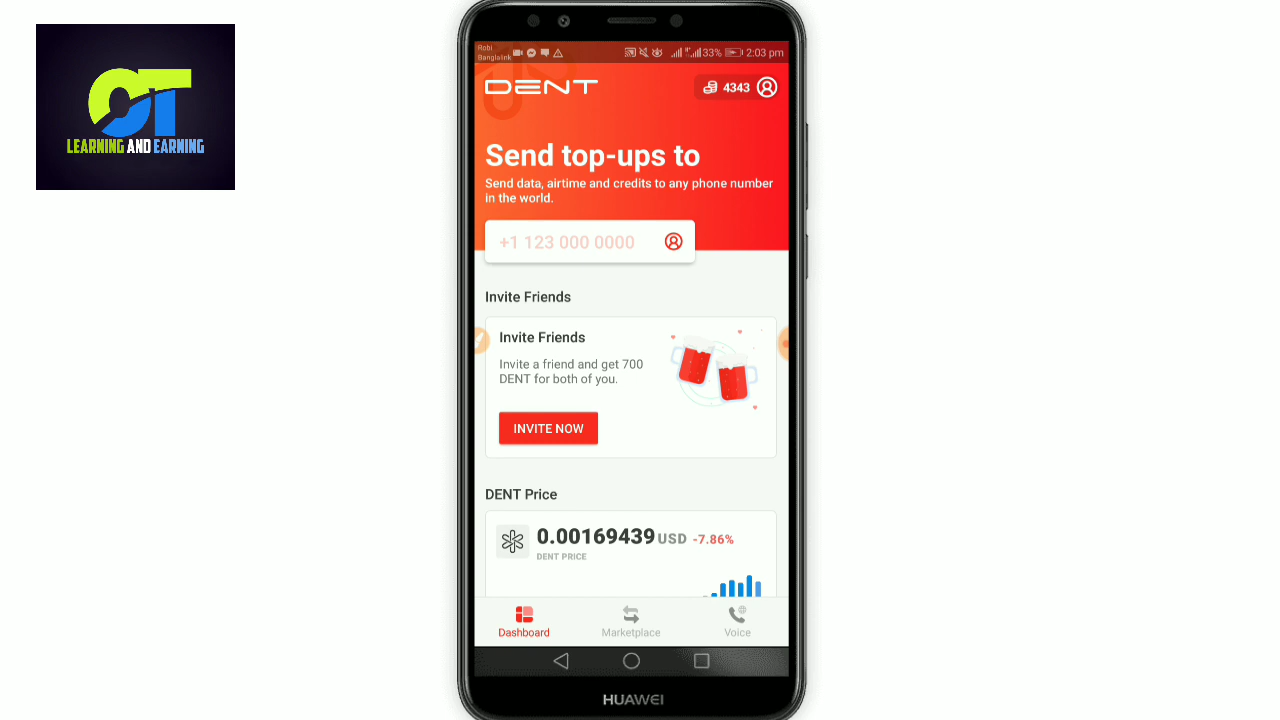 OT
LEARNING AND EARNING
Robi
Banglalink
33%
2:03 pm
DENT
4343
Send top-ups to
Send data, airtime and credits to any phone number
in the world.
+1 123 000 0000
Invite Friends
Invite Friends
Invite a friend and get 700
DENT for both of you.
INVITE NOW
DENT Price
0.00169439 USD -7.86%
DENT PRICE
Dashboard
Marketplace
Voice
HUAWEI